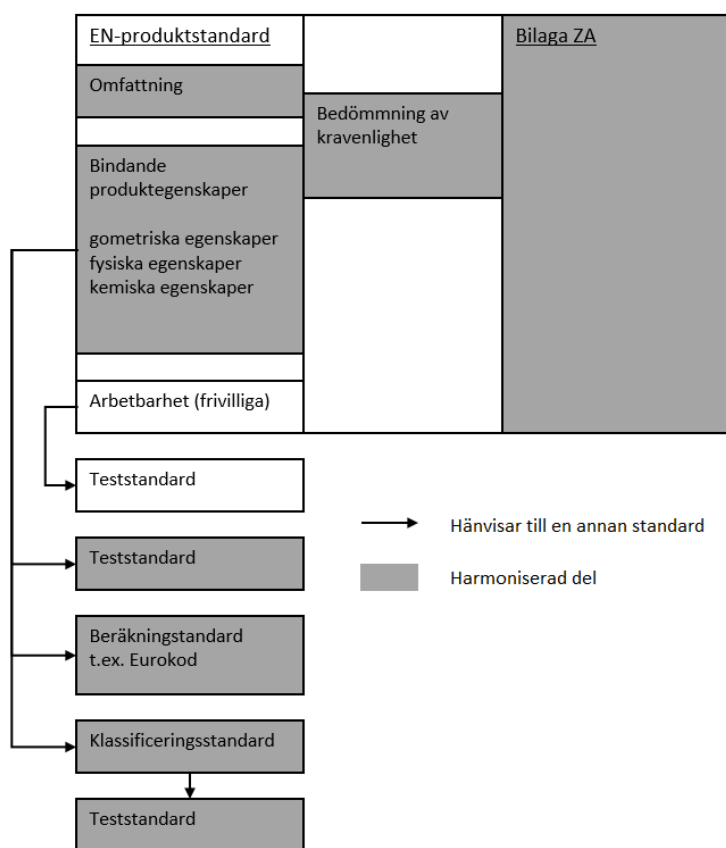 EN-produktstandard
Omfattning
Bindande
produktegenskaper
gometriska egenskaper
fysiska egenskaper
kemiska egenskaper
Arbetbarhet (frivilliga)
Bedömmning av
kravenlighet
Bilaga ZA
Teststandard
Teststandard
Beräkningstandard
t.ex. Eurokod
Klassificeringsstandard
Teststandard
Hänvisar till en annan standard
Harmoniserad del